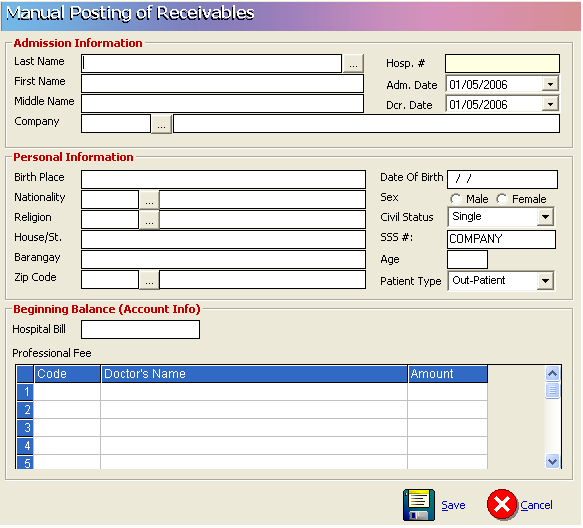 Manual Posting of Receivables
Admission Information
Last Name ... Hosp. #
First Name Adm. Date 01/05/2006
Middle Name Dcr. Date 01/05/2006
Company ...
Personal Information
Birth Place Date Of Birth / /
Nationality ... Sex Male Female
Religion ... Civil Status Single
House/St. SSS #: COMPANY
Barangay Age
Zip Code ... Patient Type Out-Patient
Beginning Balance (Account Info)
Hospital Bill
Professional Fee
Code Doctor's Name Amount
1
2
3
4
5
Save Cancel